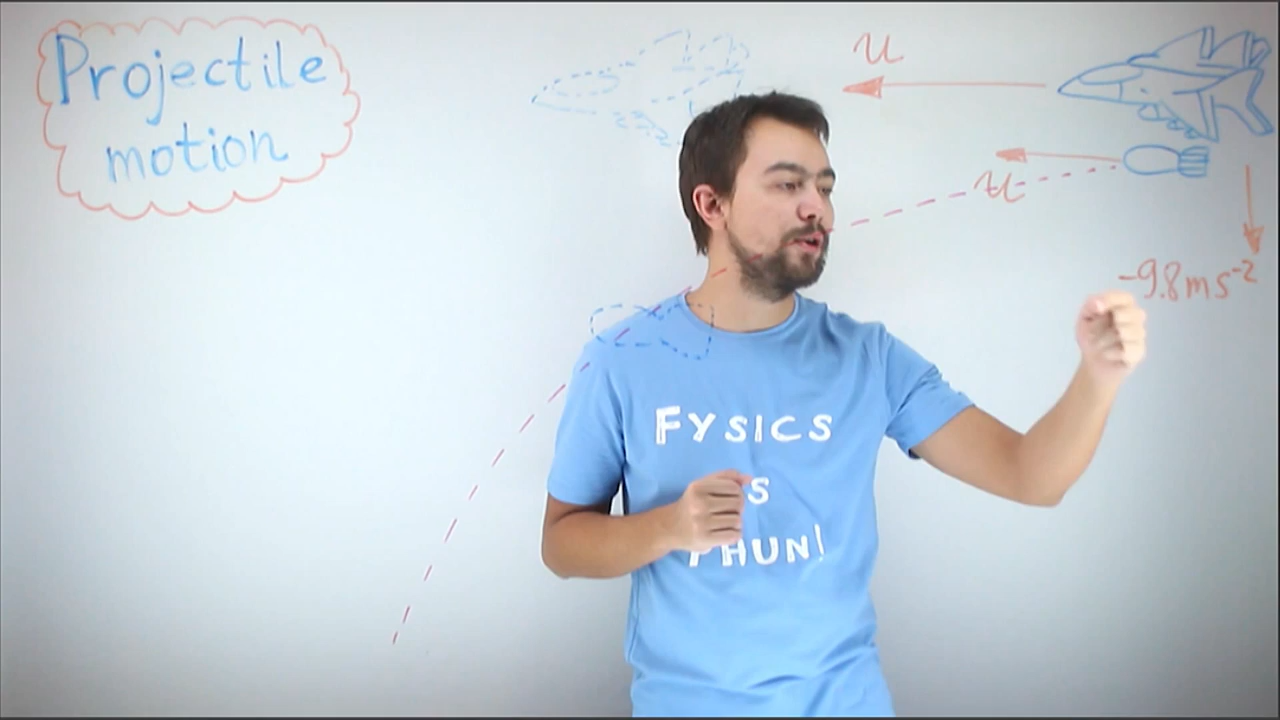 Projectile
motion
u
u
-9.8ms⁻²
FYSICS
S
PHUN!